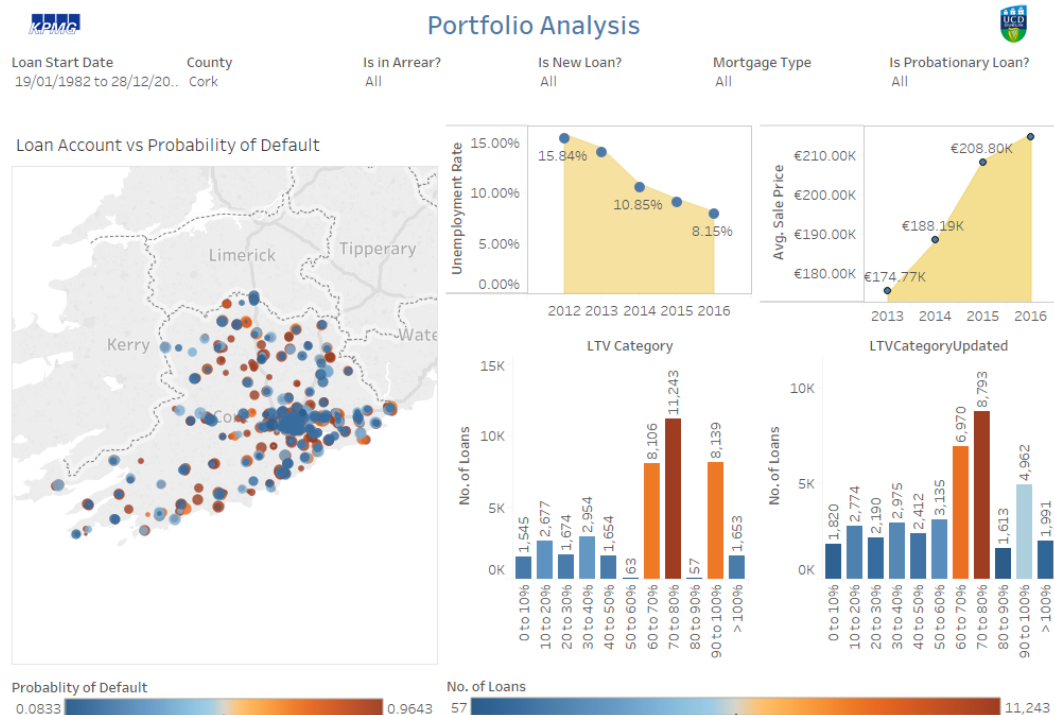 KPMG
Portfolio Analysis
UCD
DUBLIN
Loan Start Date
19/01/1982 to 28/12/20..
County
Cork
Is in Arrear?
All
Is New Loan?
All
Mortgage Type
All
Is Probationary Loan?
All
Loan Account vs Probability of Default
Limerick
Tipperary
Kerry
Wate
Co
Unemployment Rate
15.00%
10.00%
5.00%
0.00%
15.84%
10.85%
8.15%
2012 2013 2014 2015 2016
Avg. Sale Price
€210.00K
€200.00K
€190.00K
€180.00K
€208.80K
€188.19K
€174.77K
2013 2014 2015 2016
LTV Category
No. of Loans
15K
10K
5K
0K
1,545
2,677
1,674
2,954
1,654
63
8,106
11,243
57
8,139
1,653
0 to 10%
10 to 20%
20 to 30%
30 to 40%
40 to 50%
50 to 60%
60 to 70%
70 to 80%
80 to 90%
90 to 100%
> 100%
LTVCategoryUpdated
No. of Loans
10K
5K
0K
1,820
2,774
2,190
2,975
2,412
3,135
6,970
8,793
1,613
4,962
1,991
0 to 10%
10 to 20%
20 to 30%
30 to 40%
40 to 50%
50 to 60%
60 to 70%
70 to 80%
80 to 90%
90 to 100%
> 100%
Probablity of Default
0.0833
0.9643
No. of Loans
57
11,243